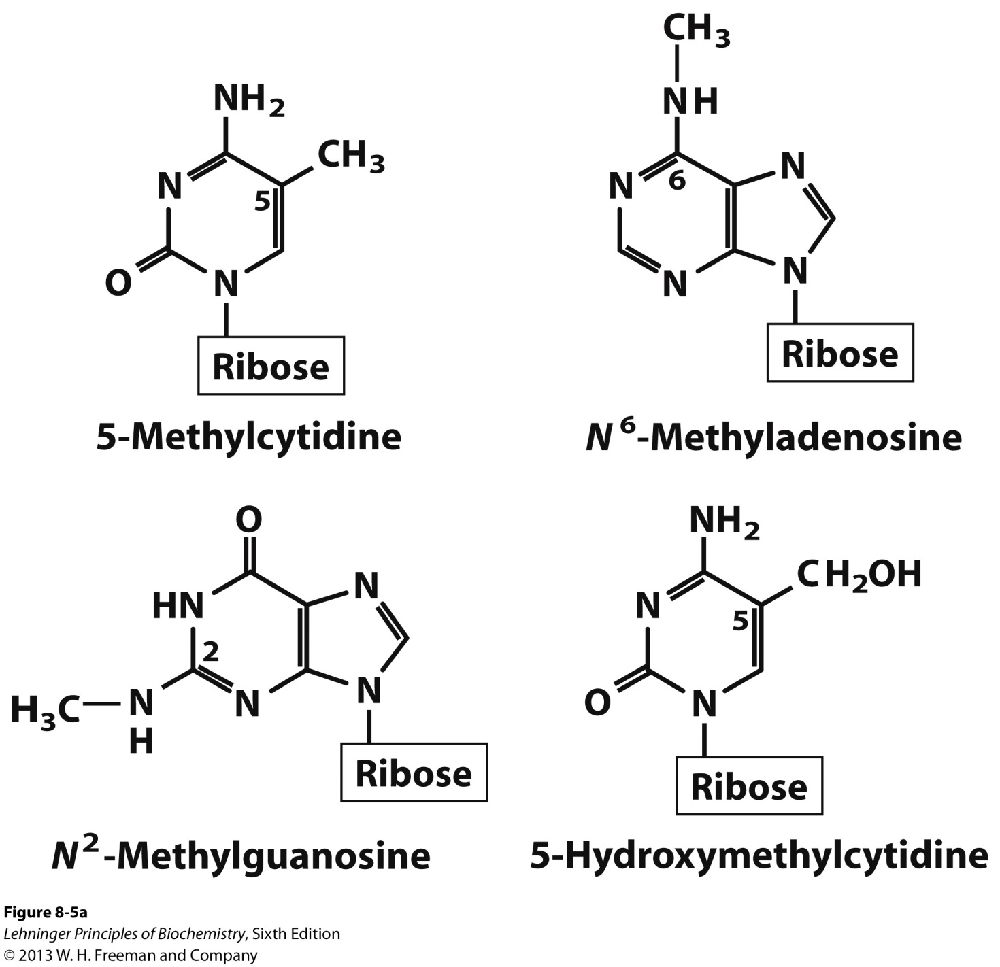 NH₂
CH₃
N
5
O
N
Ribose
5-Methylcytidine
CH₃
NH
N
6
N
N
N
Ribose
N⁶-Methyladenosine
O
HN
N
2
H₃C
N
H
N
N
Ribose
N²-Methylguanosine
NH₂
CH₂OH
N
5
O
N
Ribose
5-Hydroxymethylcytidine
Figure 8-5a
Lehninger Principles of Biochemistry, Sixth Edition
© 2013 W. H. Freeman and Company